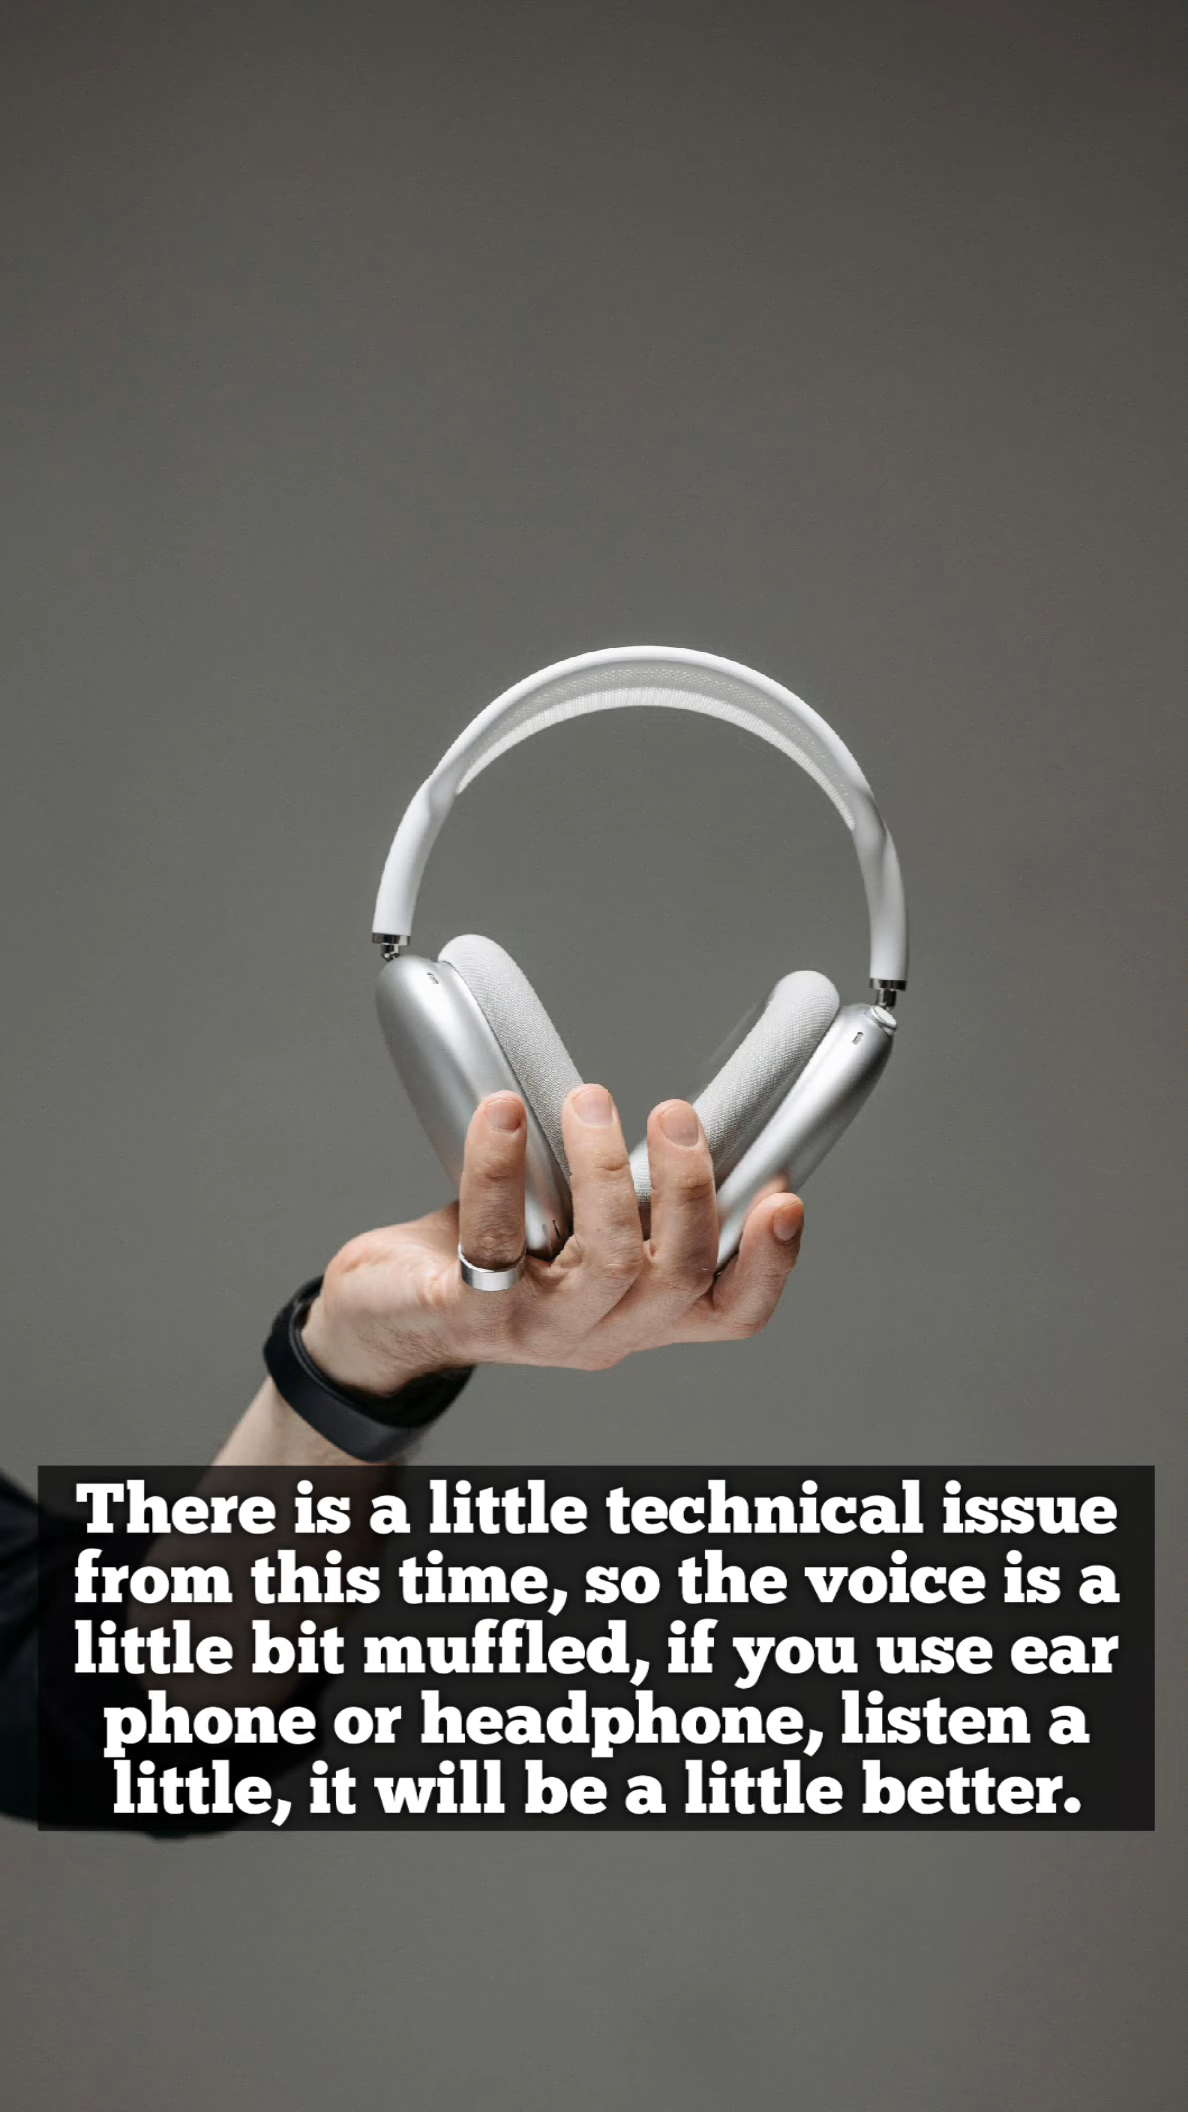 There is a little technical issue
from this time, so the voice is a
little bit muffled, if you use ear
phone or headphone, listen a
little, it will be a little better.